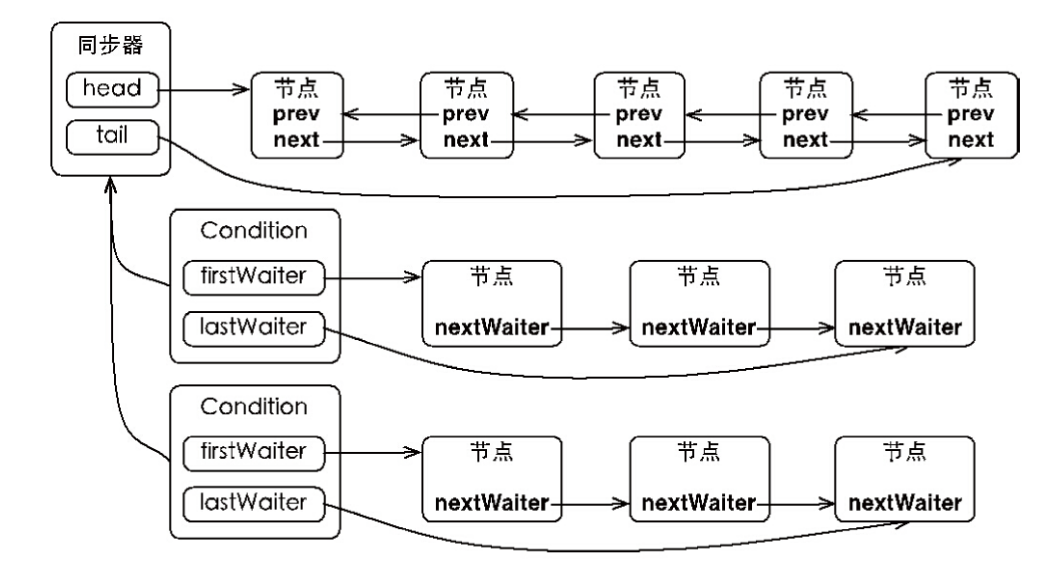 同步器
head
tail
节点 节点 节点 节点 节点
prev prev prev prev prev
next next next next next
Condition
firstWaiter
lastWaiter
节点 节点 节点
nextWaiter nextWaiter nextWaiter
Condition
firstWaiter
lastWaiter
节点 节点 节点
nextWaiter nextWaiter nextWaiter